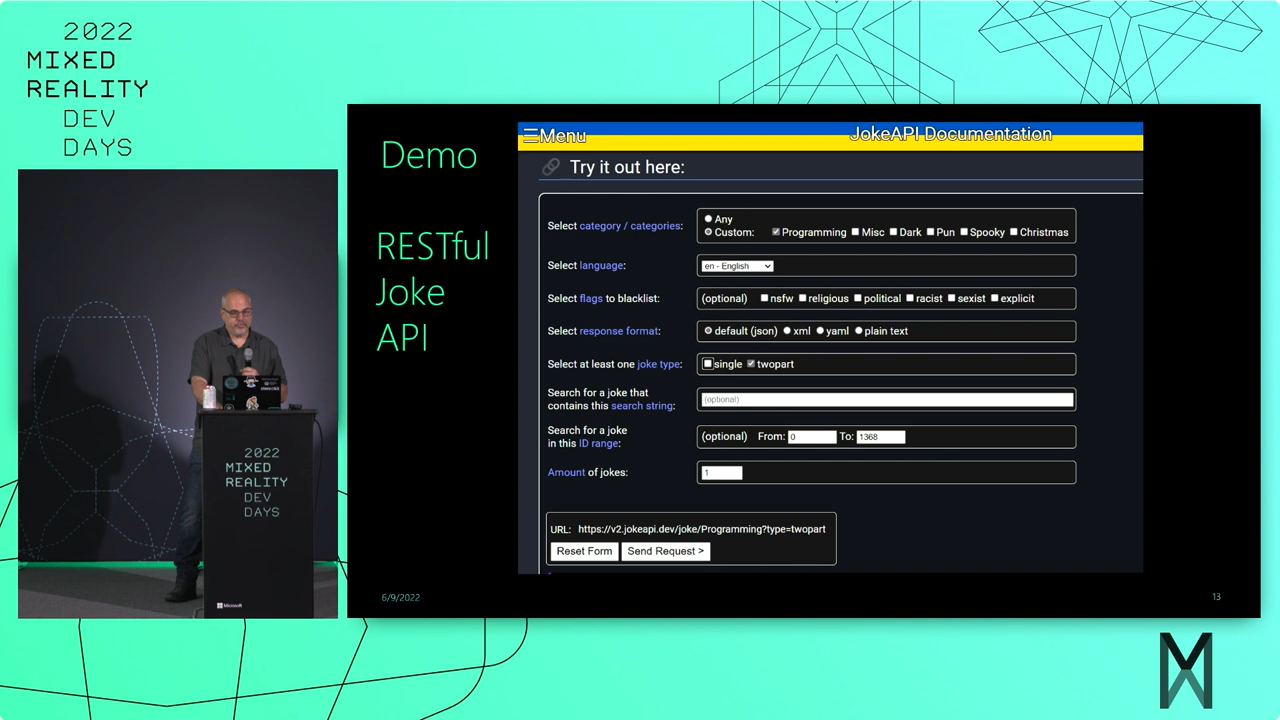 2022
MIXED
REALITY
DEV
DAYS
Demo
RESTful
Joke
API
Menu
JokeAPI Documentation
Try it out here:
Select category / categories:
Any
Custom: Programming Misc Dark Pun Spooky Christmas
Select language:
en - English
Select flags to blacklist:
(optional) nsfw religious political racist sexist explicit
Select response format:
default (json) xml yaml plain text
Select at least one joke type:
single twopart
Search for a joke that
contains this search string:
(optional)
Search for a joke
in this ID range:
(optional) From: 0 To: 1368
Amount of jokes:
1
URL: https://v2.jokeapi.dev/joke/Programming?type=twopart
Reset Form Send Request >
6/9/2022
13
2022
MIXED
REALITY
DEV
DAYS
Microsoft